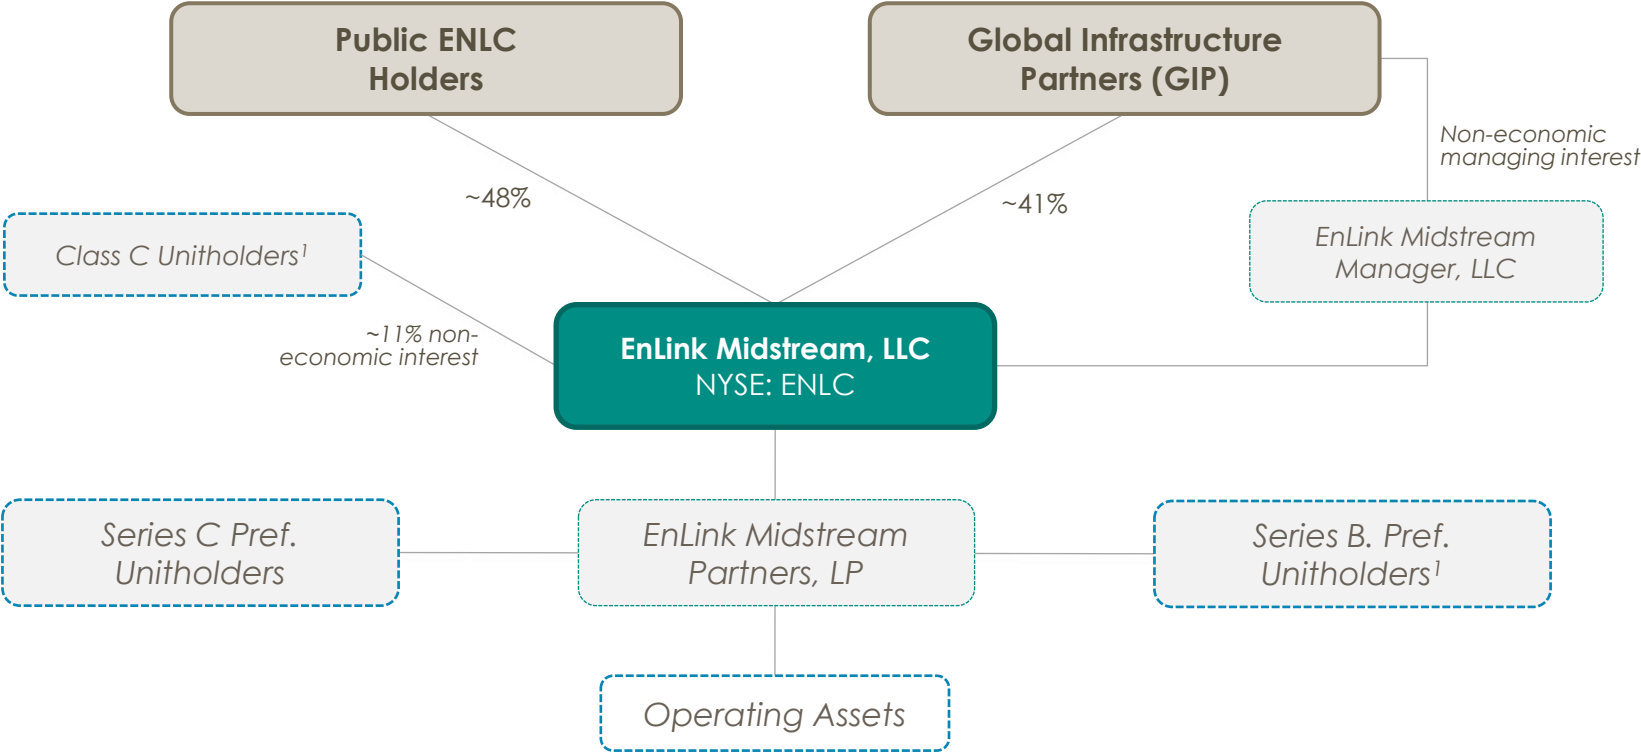 Public ENLC
Holders
Global Infrastructure
Partners (GIP)
Non-economic
managing interest
~48%
~41%
Class C Unitholders¹
EnLink Midstream
Manager, LLC
~11% non-
economic interest
EnLink Midstream, LLC
NYSE: ENLC
Series C Pref.
Unitholders
EnLink Midstream
Partners, LP
Series B. Pref.
Unitholders¹
Operating Assets